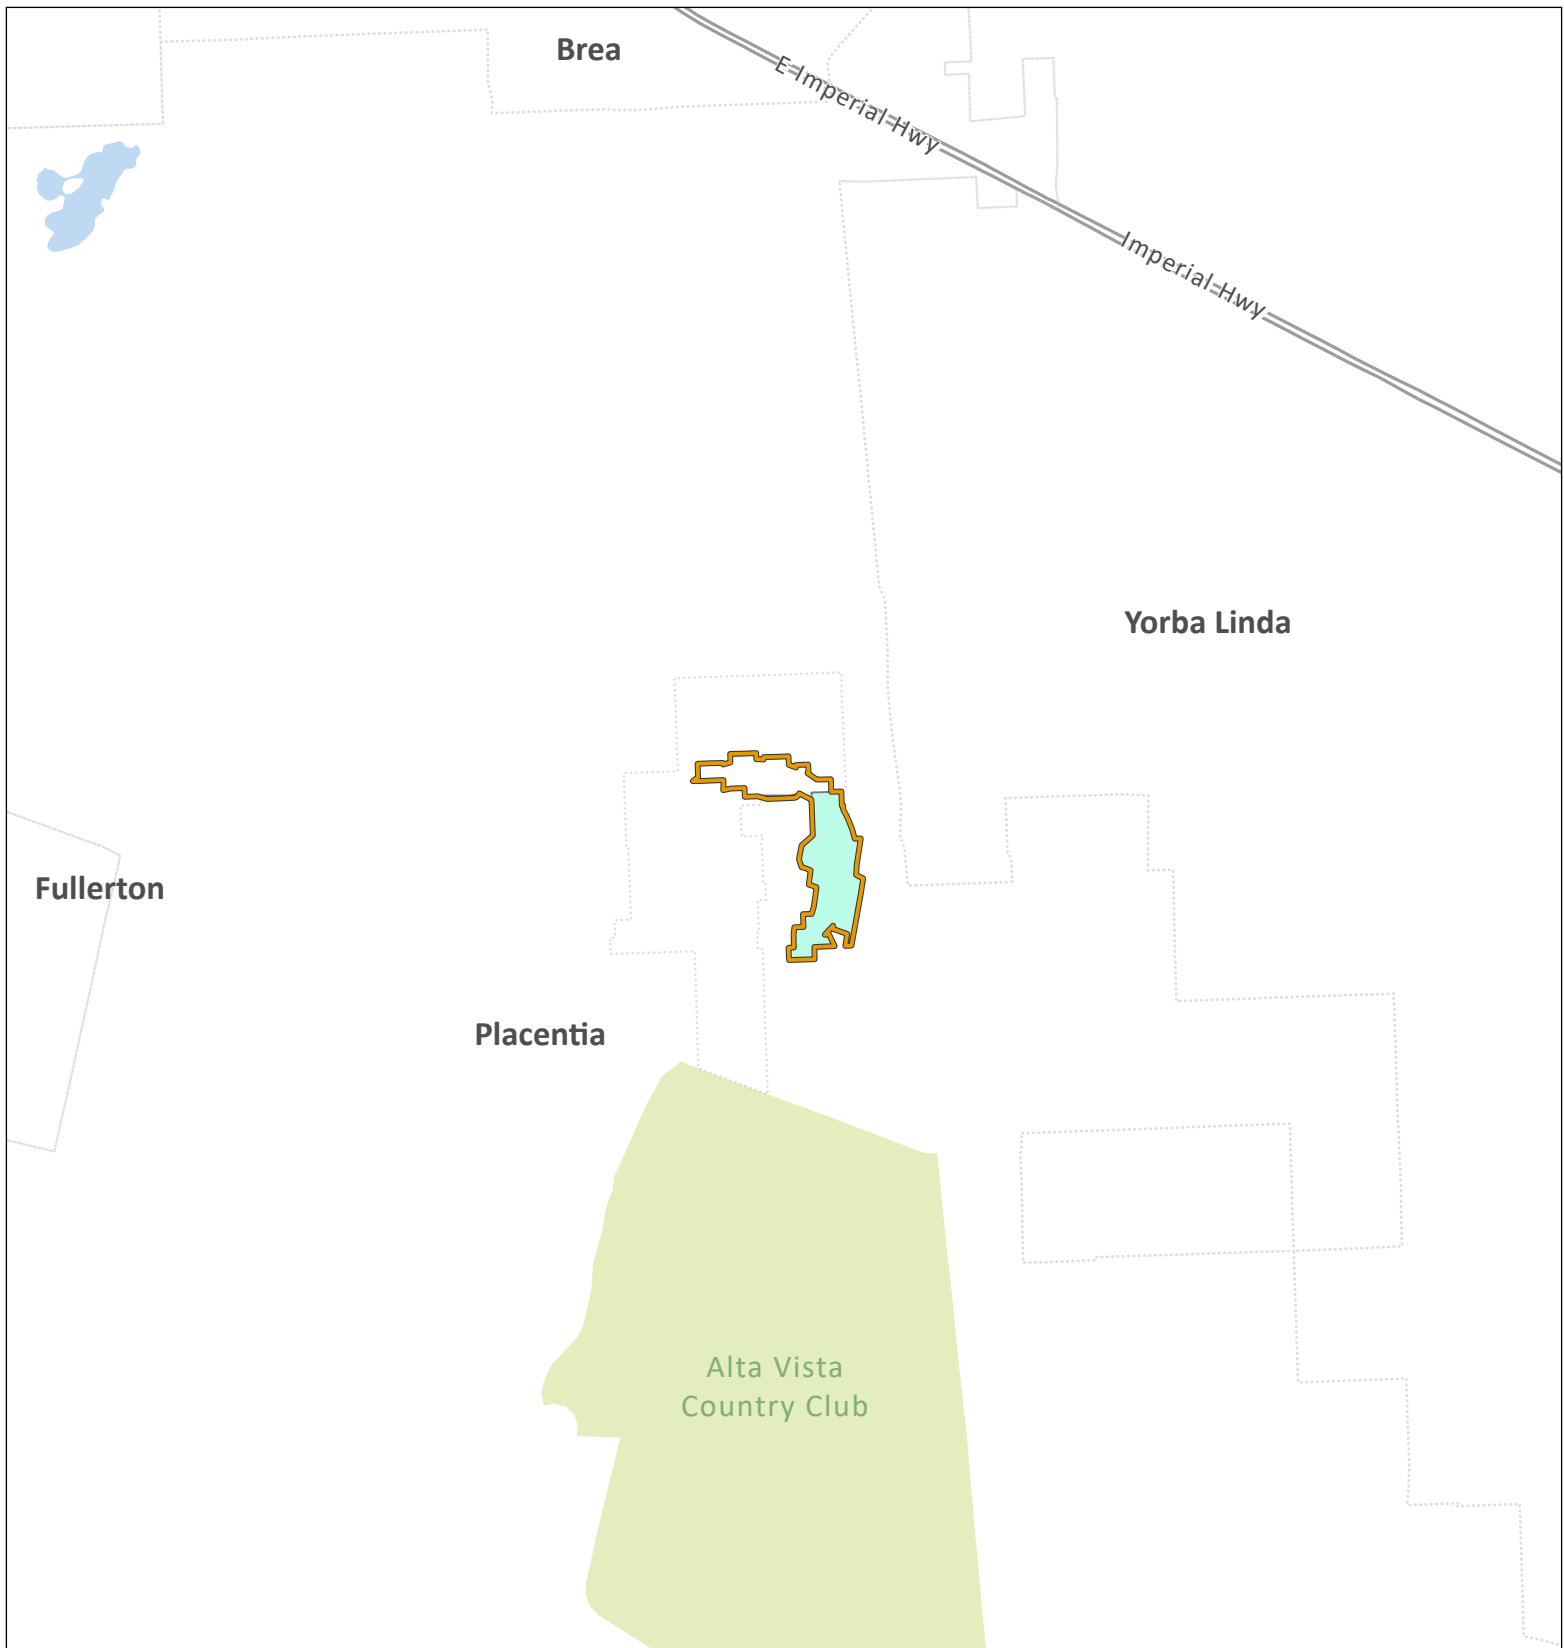 Brea
E Imperial Hwy
Imperial Hwy
Yorba Linda
Fullerton
Placentia
Alta Vista
Country Club